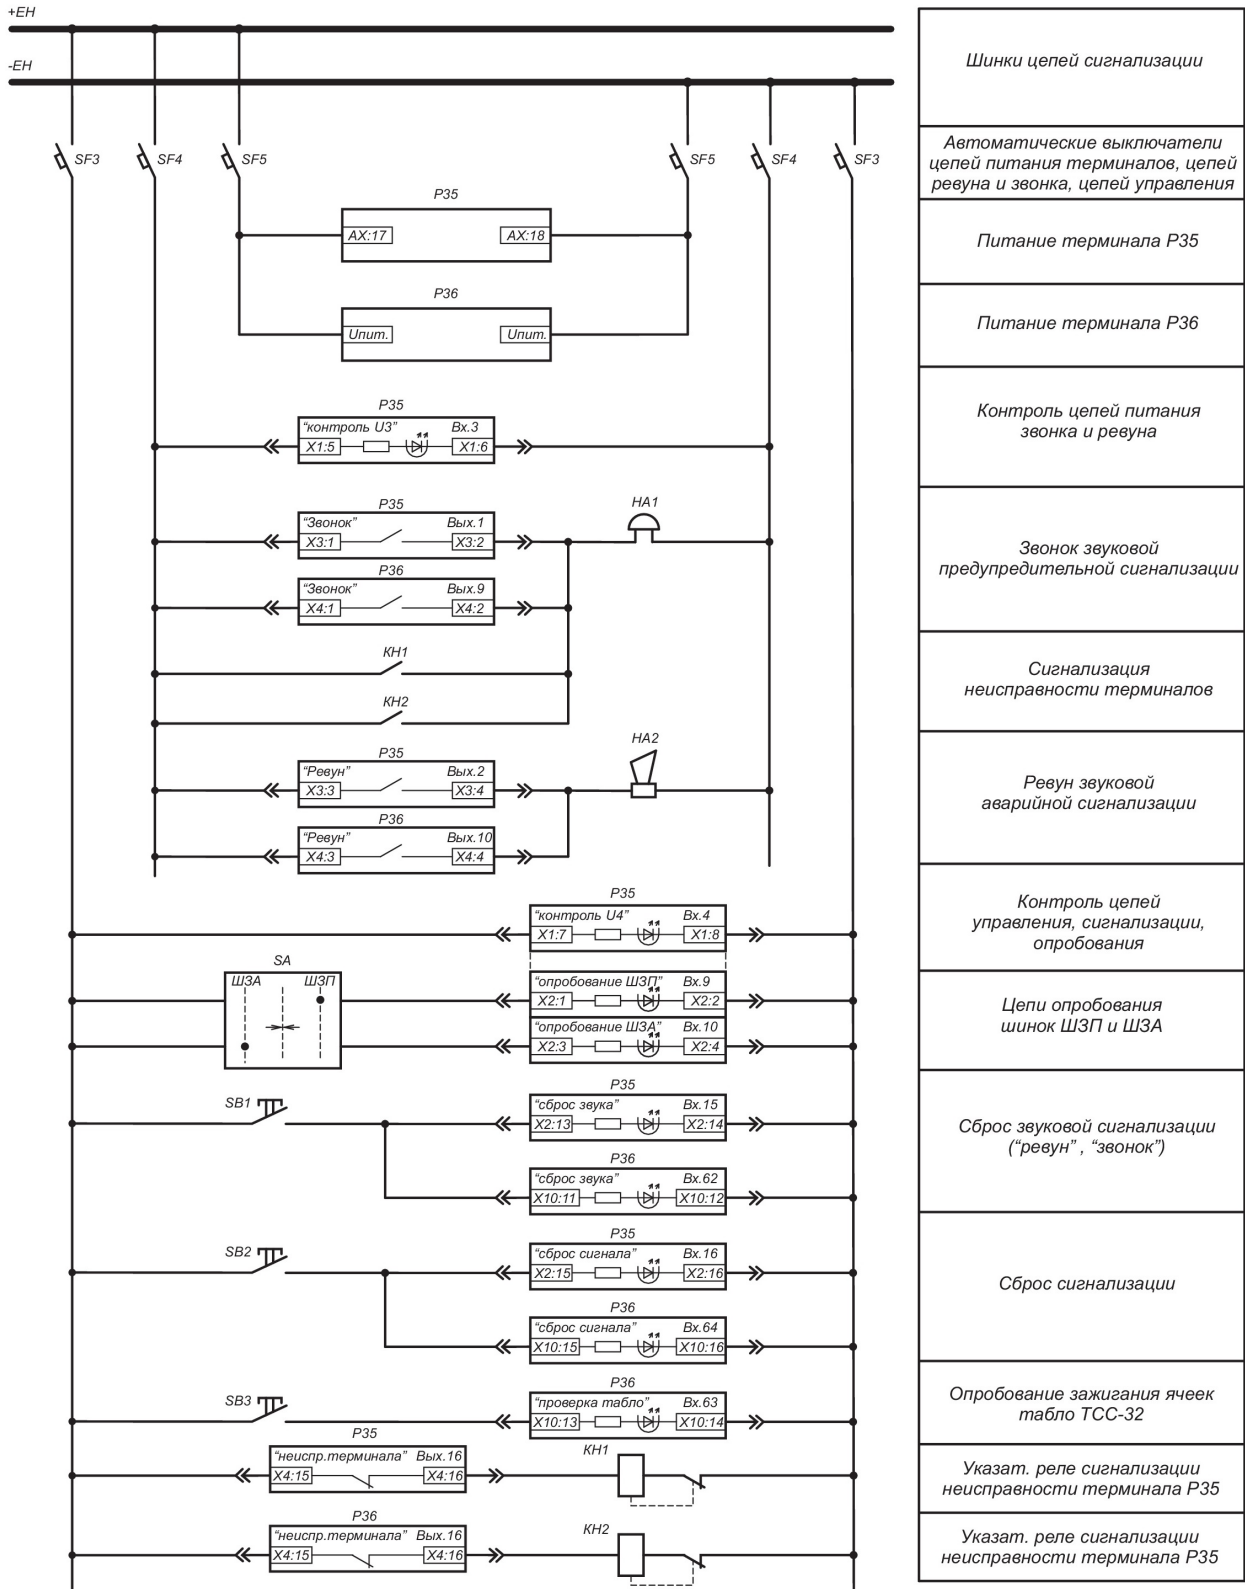 +EH
-EH
Шинки цепей сигнализации
SF3
SF4
SF5
SF5
SF4
SF3
Автоматические выключатели
цепей питания терминалов, цепей
ревуна и звонка, цепей управления
P35
AX:17
AX:18
Питание терминала P35
P36
Uпит.
Uпит.
Питание терминала P36
P35
“контроль U3” Вх.3
X1:5
X1:6
Контроль цепей питания
звонка и ревуна
P35
“Звонок” Вых.1
X3:1
X3:2
HA1
P36
“Звонок” Вых.9
X4:1
X4:2
Звонок звуковой
предупредительной сигнализации
КН1
КН2
Сигнализация
неисправности терминалов
P35
“Ревун” Вых.2
X3:3
X3:4
HA2
P36
“Ревун” Вых.10
X4:3
X4:4
Ревун звуковой
аварийной сигнализации
P35
“контроль U4” Вх.4
X1:7
X1:8
Контроль цепей
управления, сигнализации,
опробования
SA
ШЗА
ШЗП
“опробование ШЗП” Вх.9
X2:1
X2:2
“опробование ШЗА” Вх.10
X2:3
X2:4
Цепи опробования
шинок ШЗП и ШЗА
SB1
P35
“сброс звука” Вх.15
X2:13
X2:14
P36
“сброс звука” Вх.62
X10:11
X10:12
Сброс звуковой сигнализации
(“ревун” , “звонок”)
SB2
P35
“сброс сигнала” Вх.16
X2:15
X2:16
P36
“сброс сигнала” Вх.64
X10:15
X10:16
Сброс сигнализации
SB3
P36
“проверка табло” Вх.63
X10:13
X10:14
Опробование зажигания ячеек
табло ТСС-32
P35
“неиспр.терминала” Вых.16
X4:15
X4:16
КН1
Указат. реле сигнализации
неисправности терминала P35
P36
“неиспр.терминала” Вых.16
X4:15
X4:16
КН2
Указат. реле сигнализации
неисправности терминала P35